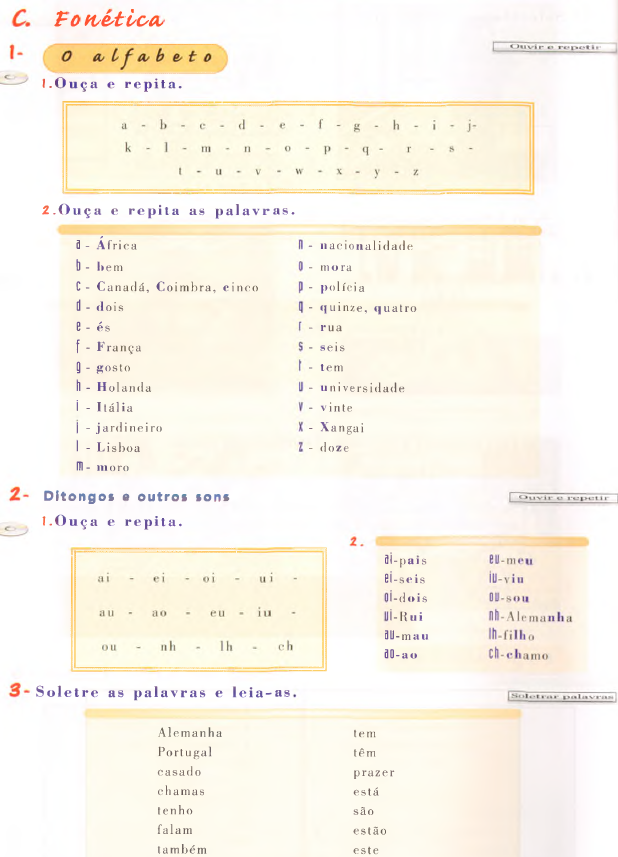 C. Fonética
1- O alfabeto
Ouvir e repetir
1.Ouça e repita.
a - b - c - d - e - f - g - h - i - j-
k - l - m - n - o - p - q - r - s -
t - u - v - w - x - y - z
2.Ouça e repita as palavras.
a - África
b - bem
c - Canadá, Coimbra, cinco
d - dois
e - és
f - França
g - gosto
h - Holanda
i - Itália
j - jardineiro
l - Lisboa
m- moro
n - nacionalidade
o - mora
p - polícia
q - quinze, quatro
r - rua
s - seis
t - tem
u - universidade
v - vinte
x - Xangai
z - doze
2- Ditongos e outros sons
Ouvir e repetir
1.Ouça e repita.
ai - ei - oi - ui -
au - ao - eu - iu -
ou - nh - lh - ch
2.
ai-pais
ei-seis
oi-dois
ui-Rui
au-mau
ao-ao
eu-meu
iu-viu
ou-sou
nh-Alemanha
lh-filho
ch-chamo
3- Soletre as palavras e leia-as.
Soletrar palavras
Alemanha
Portugal
casado
chamas
tenho
falam
também
tem
têm
prazer
está
são
estão
este